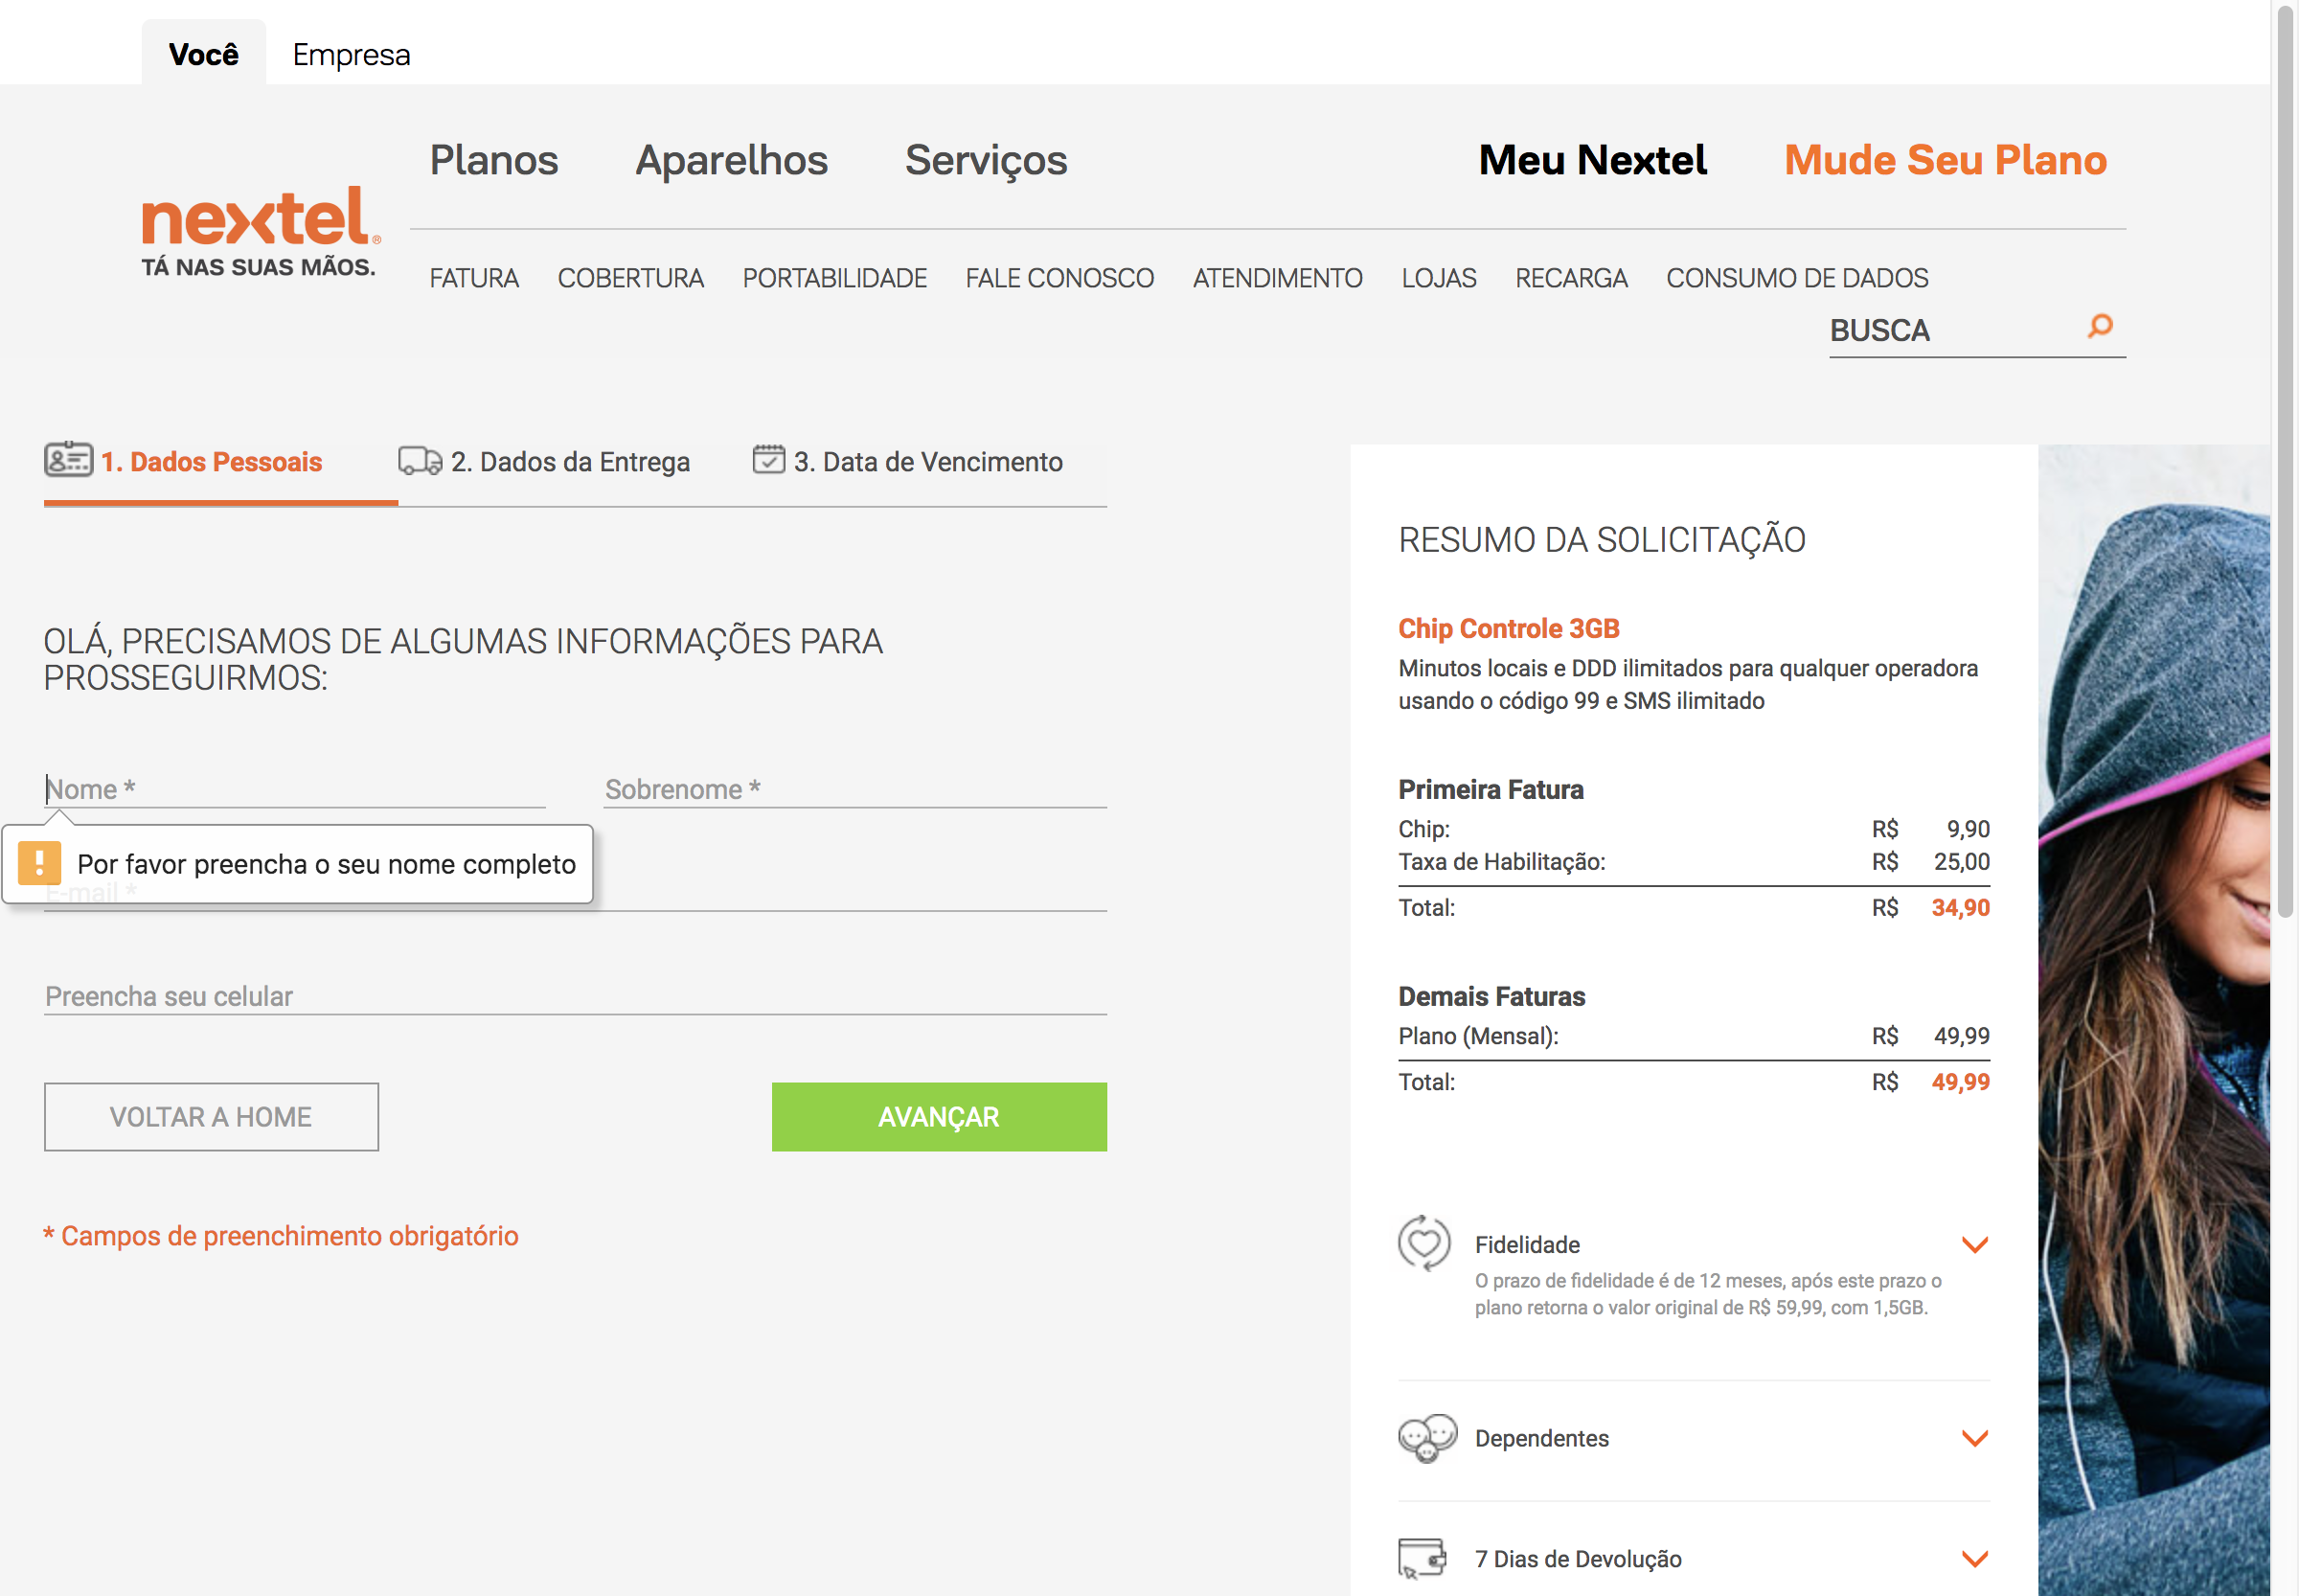 Você
Empresa
Planos
Aparelhos
Serviços
Meu Nextel
Mude Seu Plano
nextel®
TÁ NAS SUAS MÃOS.
FATURA
COBERTURA
PORTABILIDADE
FALE CONOSCO
ATENDIMENTO
LOJAS
RECARGA
CONSUMO DE DADOS
BUSCA
1. Dados Pessoais
2. Dados da Entrega
3. Data de Vencimento
OLÁ, PRECISAMOS DE ALGUMAS INFORMAÇÕES PARA
PROSSEGUIRMOS:
Nome *
Sobrenome *
Por favor preencha o seu nome completo
E-mail *
Preencha seu celular
VOLTAR A HOME
AVANÇAR
* Campos de preenchimento obrigatório
RESUMO DA SOLICITAÇÃO
Chip Controle 3GB
Minutos locais e DDD ilimitados para qualquer operadora
usando o código 99 e SMS ilimitado
Primeira Fatura
Chip: R$ 9,90
Taxa de Habilitação: R$ 25,00
Total: R$ 34,90
Demais Faturas
Plano (Mensal): R$ 49,99
Total: R$ 49,99
Fidelidade
O prazo de fidelidade é de 12 meses, após este prazo o
plano retorna o valor original de R$ 59,99, com 1,5GB.
Dependentes
7 Dias de Devolução